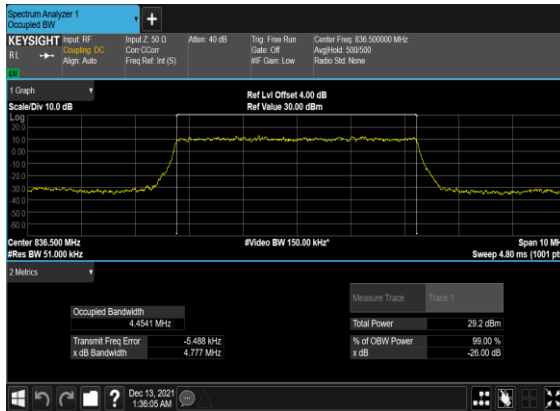 Spectrum Analyzer 1
Occupied BW
KEYSIGHT
Input: RF
Input Z: 50 Ω
Atten: 40 dB
Trig: Free Run
Center Freq: 836.500000 MHz
RL
Coupling: DC
Corr CCorr
Gate: Off
Avg|Hold: 500/500
Align: Auto
Freq Ref: Int (S)
#IF Gain: Low
Radio Std: None
1 Graph
Ref Lvl Offset 4.00 dB
Scale/Div 10.0 dB
Ref Value 30.00 dBm
Log
20.0
10.0
0.00
-10.0
-20.0
-30.0
-40.0
-50.0
-60.0
Center 836.500 MHz
#Video BW 150.00 kHz*
Span 10 MH
#Res BW 51.000 kHz
Sweep 4.80 ms (1001 pt
2 Metrics
Measure Trace
Trace 1
Occupied Bandwidth
4.4541 MHz
Total Power
29.2 dBm
Transmit Freq Error
-5.488 kHz
% of OBW Power
99.00 %
x dB Bandwidth
4.777 MHz
x dB
-26.00 dB
Dec 13, 2021
1:36:05 AM